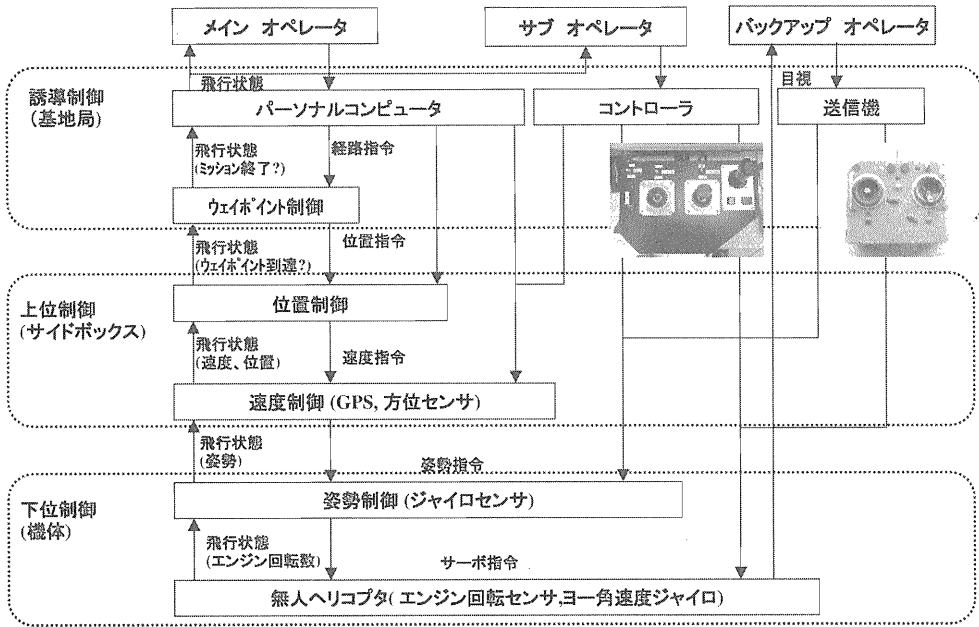 メイン オペレータ
サブ オペレータ
バックアップ オペレータ
誘導制御
(基地局)
飛行状態
目視
パーソナルコンピュータ
コントローラ
送信機
飛行状態
(ミッション終了?)
経路指令
ウェイポイント制御
飛行状態
(ウェイポイント到達?)
位置指令
上位制御
(サイドボックス)
位置制御
飛行状態
(速度、位置)
速度指令
速度制御 (GPS, 方位センサ)
飛行状態
(姿勢)
姿勢指令
下位制御
(機体)
姿勢制御 (ジャイロセンサ)
飛行状態
(エンジン回転数)
サーボ指令
無人ヘリコプタ( エンジン回転センサ,ヨー角速度ジャイロ)